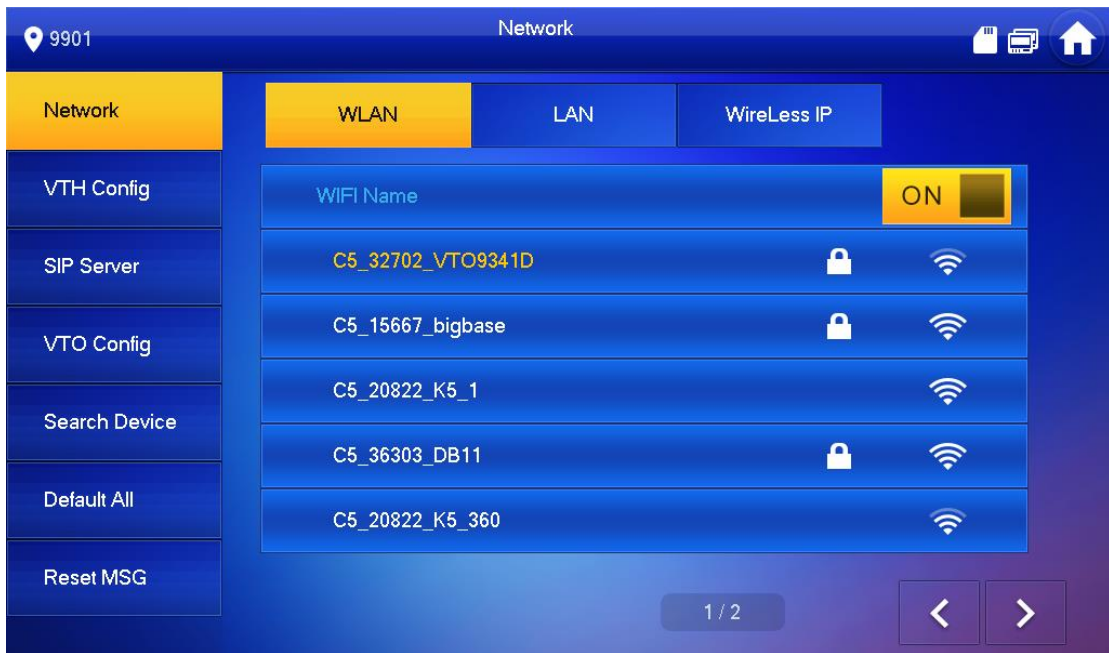 9901
Network
Network
VTH Config
SIP Server
VTO Config
Search Device
Default All
Reset MSG
WLAN
LAN
WireLess IP
WIFI Name
ON
C5_32702_VTO9341D
C5_15667_bigbase
C5_20822_K5_1
C5_36303_DB11
C5_20822_K5_360
1 / 2